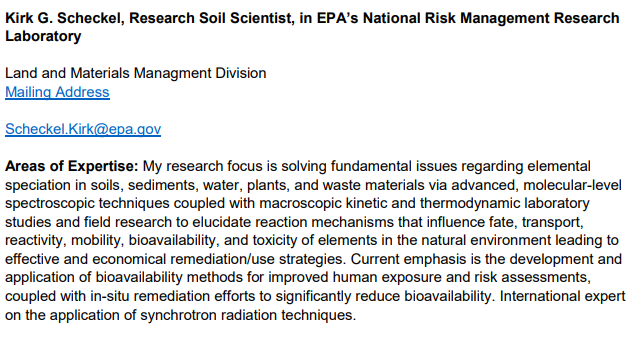 Kirk G. Scheckel, Research Soil Scientist, in EPA’s National Risk Management Research
Laboratory
Land and Materials Managment Division
Mailing Address
Scheckel.Kirk@epa.gov
Areas of Expertise: My research focus is solving fundamental issues regarding elemental
speciation in soils, sediments, water, plants, and waste materials via advanced, molecular-level
spectroscopic techniques coupled with macroscopic kinetic and thermodynamic laboratory
studies and field research to elucidate reaction mechanisms that influence fate, transport,
reactivity, mobility, bioavailability, and toxicity of elements in the natural environment leading to
effective and economical remediation/use strategies. Current emphasis is the development and
application of bioavailability methods for improved human exposure and risk assessments,
coupled with in-situ remediation efforts to significantly reduce bioavailability. International expert
on the application of synchrotron radiation techniques.